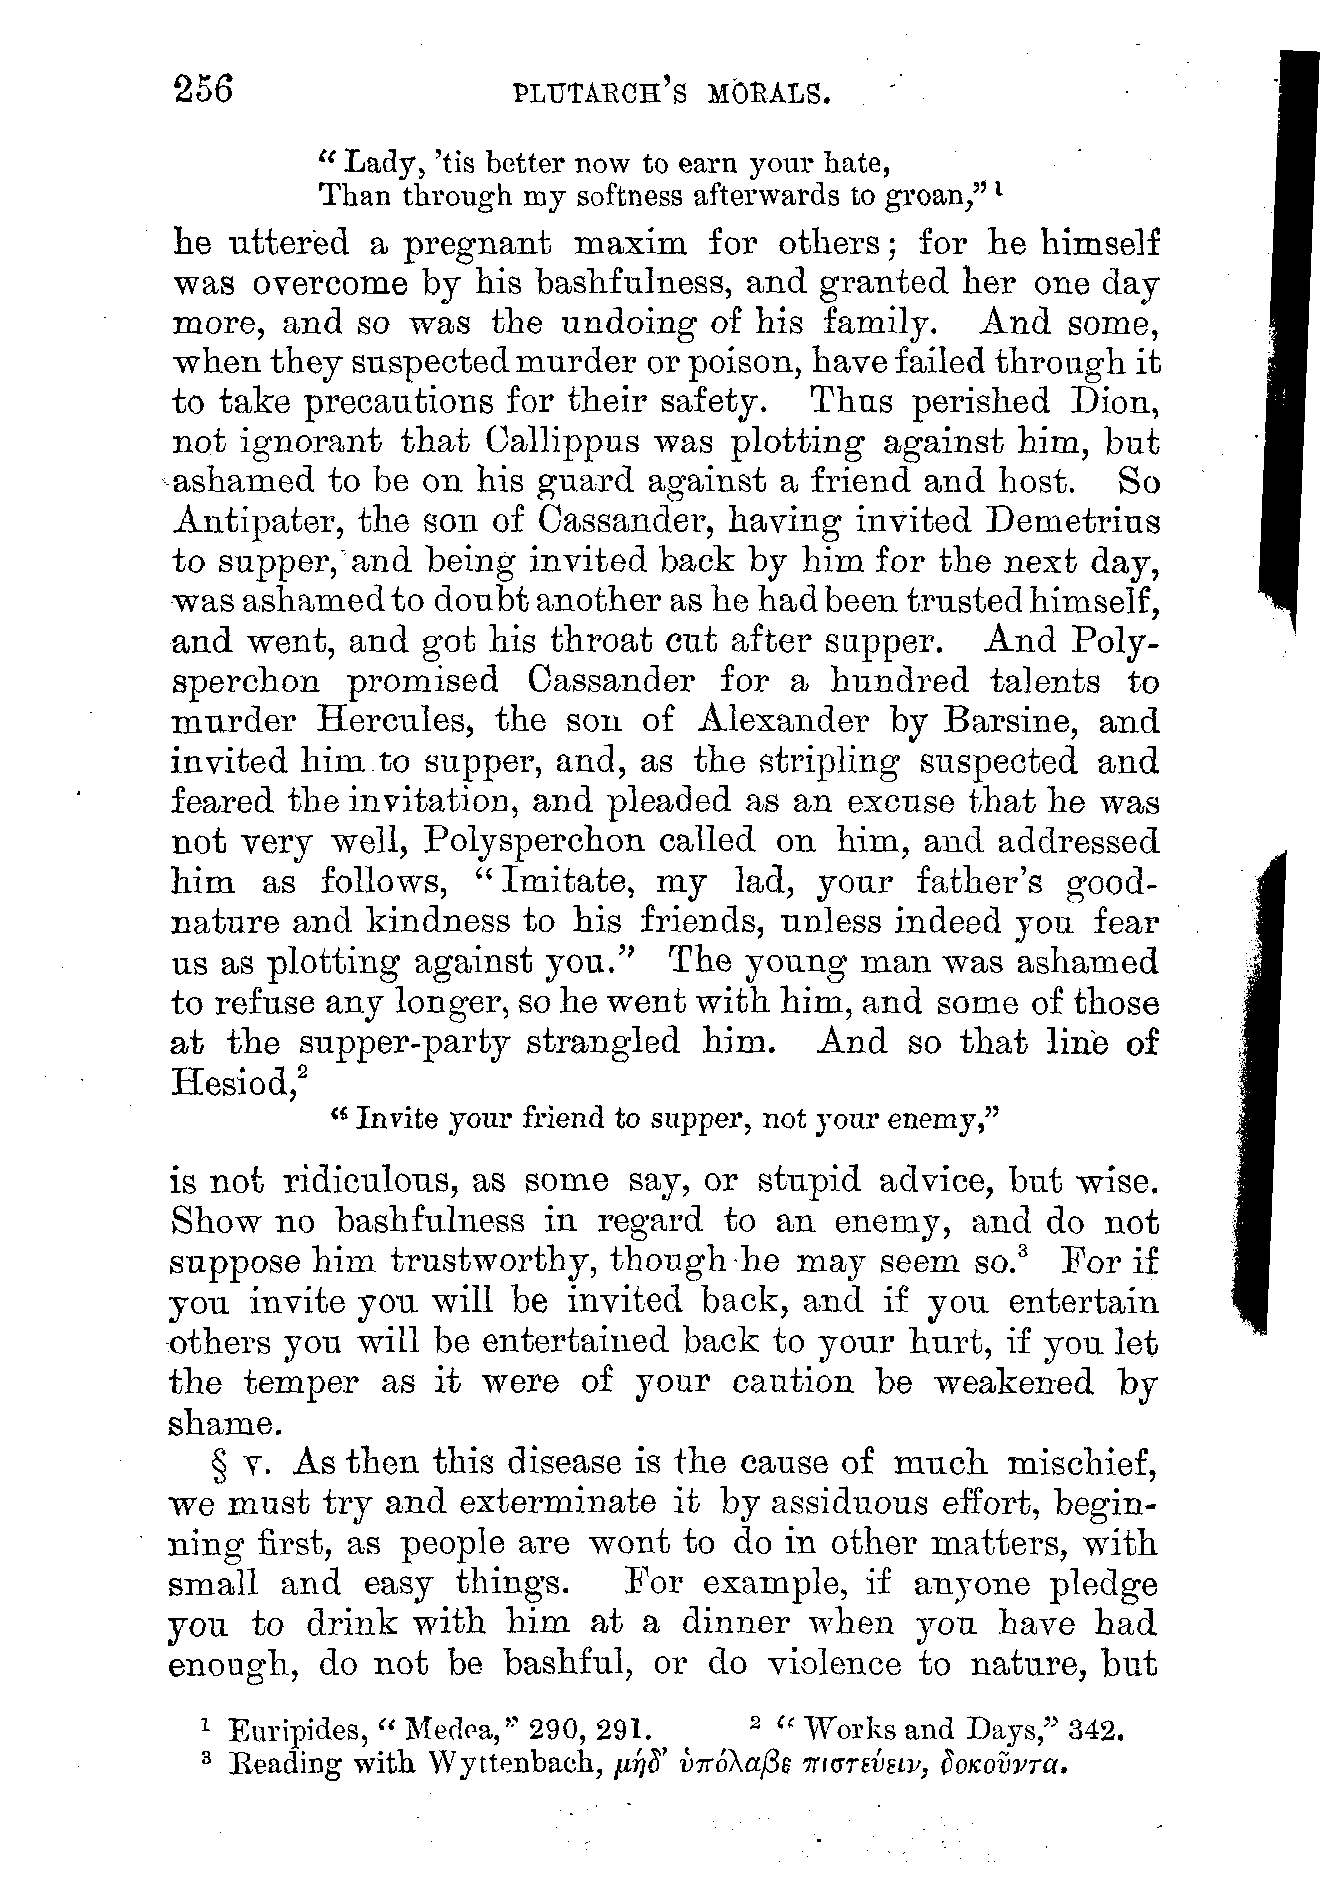 256 PLUTARCH'S MORALS.
“Lady, 'tis better now to earn your hate,
Than through my softness afterwards to groan,”¹
he uttered a pregnant maxim for others; for he himself
was overcome by his bashfulness, and granted her one day
more, and so was the undoing of his family. And some,
when they suspected murder or poison, have failed through it
to take precautions for their safety. Thus perished Dion,
not ignorant that Callippus was plotting against him, but
ashamed to be on his guard against a friend and host. So
Antipater, the son of Cassander, having invited Demetrius
to supper, and being invited back by him for the next day,
was ashamed to doubt another as he had been trusted himself,
and went, and got his throat cut after supper. And Poly-
sperchon promised Cassander for a hundred talents to
murder Hercules, the son of Alexander by Barsine, and
invited him to supper, and, as the stripling suspected and
feared the invitation, and pleaded as an excuse that he was
not very well, Polysperchon called on him, and addressed
him as follows, “Imitate, my lad, your father's good-
nature and kindness to his friends, unless indeed you fear
us as plotting against you.” The young man was ashamed
to refuse any longer, so he went with him, and some of those
at the supper-party strangled him. And so that line of
Hesiod,²
“Invite your friend to supper, not your enemy,”
is not ridiculous, as some say, or stupid advice, but wise.
Show no bashfulness in regard to an enemy, and do not
suppose him trustworthy, though he may seem so.³ For if
you invite you will be invited back, and if you entertain
others you will be entertained back to your hurt, if you let
the temper as it were of your caution be weakened by
shame.
§ v. As then this disease is the cause of much mischief,
we must try and exterminate it by assiduous effort, begin-
ning first, as people are wont to do in other matters, with
small and easy things. For example, if anyone pledge
you to drink with him at a dinner when you have had
enough, do not be bashful, or do violence to nature, but
¹ Euripides, “Medea,” 290, 291. ² “Works and Days,” 342.
³ Reading with Wyttenbach, μήδ' ὑπόλαβε πιστεύειν, δοκοῦντα.